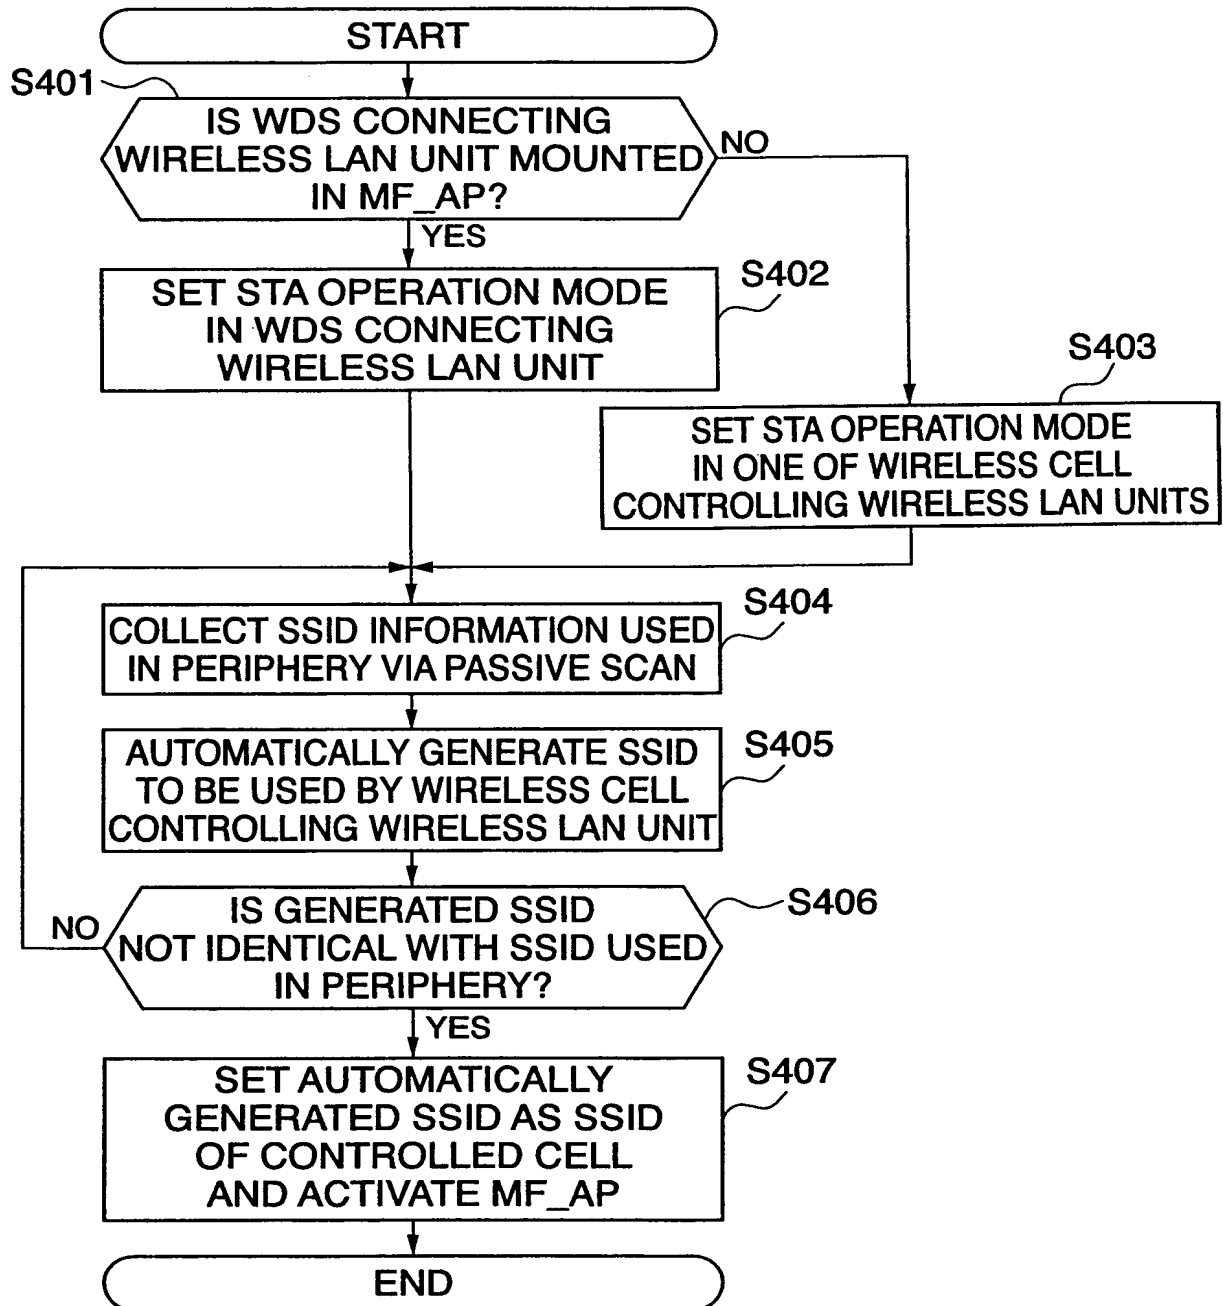 START
S401
IS WDS CONNECTING
WIRELESS LAN UNIT MOUNTED
IN MF_AP?
NO
YES
SET STA OPERATION MODE
IN WDS CONNECTING
WIRELESS LAN UNIT
S402
S403
SET STA OPERATION MODE
IN ONE OF WIRELESS CELL
CONTROLLING WIRELESS LAN UNITS
S404
COLLECT SSID INFORMATION USED
IN PERIPHERY VIA PASSIVE SCAN
S405
AUTOMATICALLY GENERATE SSID
TO BE USED BY WIRELESS CELL
CONTROLLING WIRELESS LAN UNIT
S406
IS GENERATED SSID
NOT IDENTICAL WITH SSID USED
IN PERIPHERY?
NO
YES
S407
SET AUTOMATICALLY
GENERATED SSID AS SSID
OF CONTROLLED CELL
AND ACTIVATE MF_AP
END